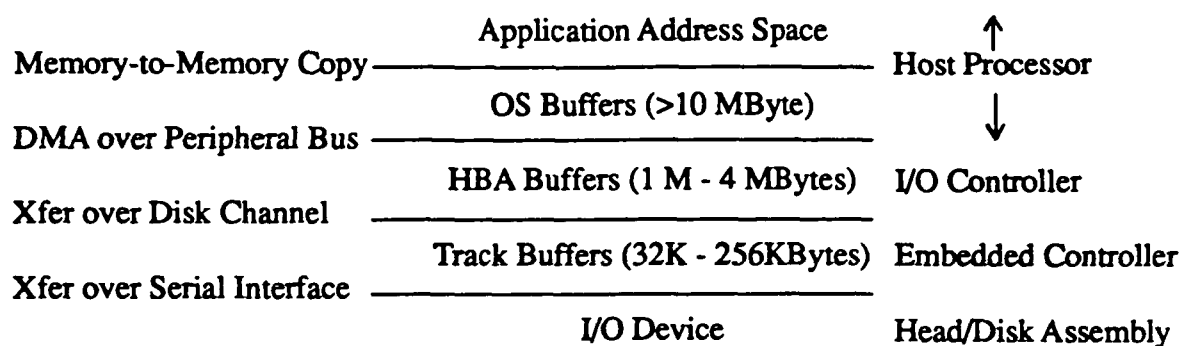 Application Address Space
Memory-to-Memory Copy
Host Processor
OS Buffers (>10 MByte)
DMA over Peripheral Bus
HBA Buffers (1 M - 4 MBytes)
I/O Controller
Xfer over Disk Channel
Track Buffers (32K - 256KBytes)
Embedded Controller
Xfer over Serial Interface
I/O Device
Head/Disk Assembly